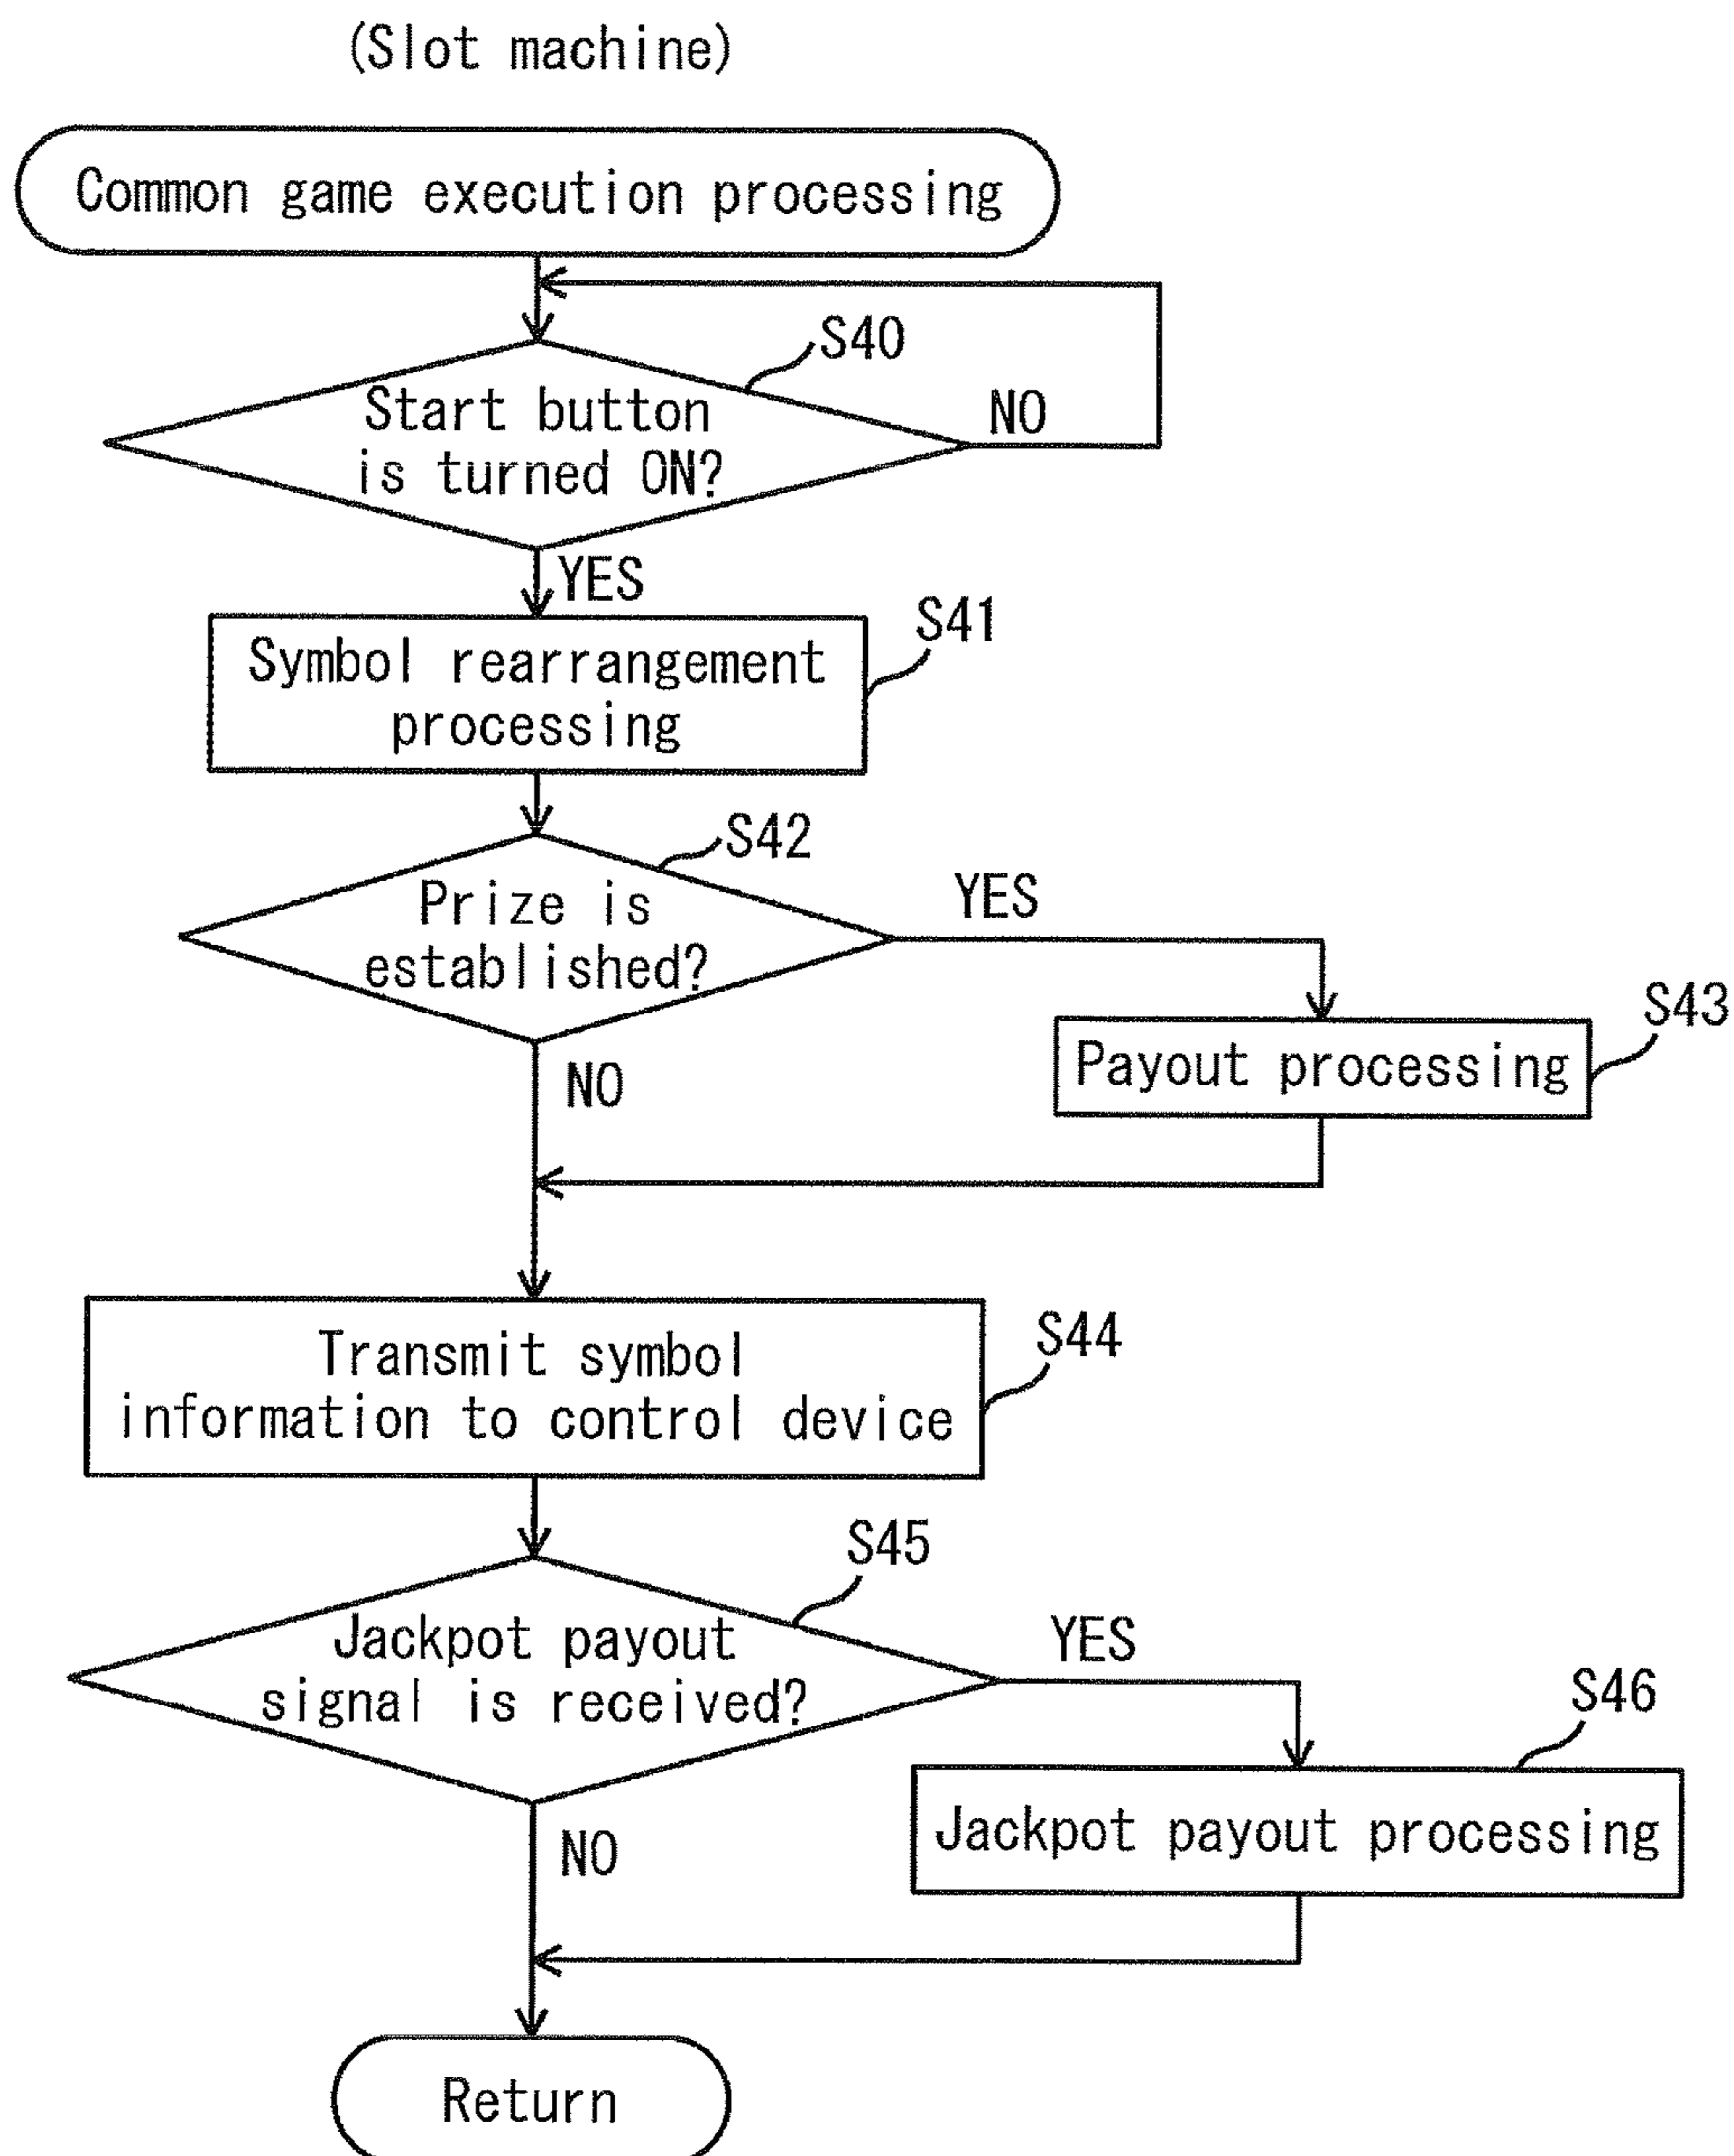 (Slot machine)
Common game execution processing
S40
Start button
is turned ON?
NO
YES
S41
Symbol rearrangement
processing
S42
Prize is
established?
YES
S43
Payout processing
NO
S44
Transmit symbol
information to control device
S45
Jackpot payout
signal is received?
YES
S46
Jackpot payout processing
NO
Return